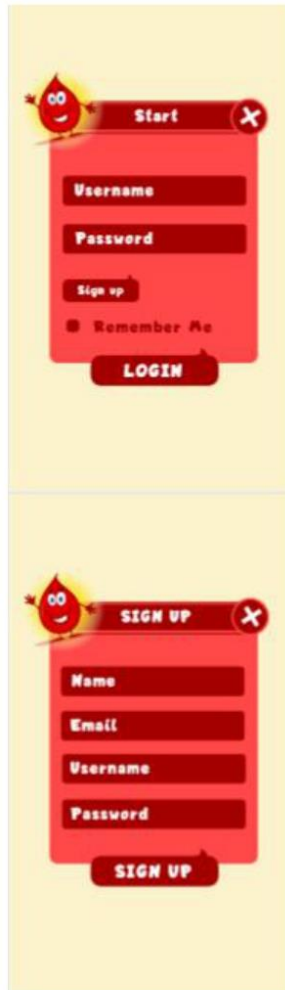 Start
Username
Password
Sign up
Remember Me
LOGIN
SIGN UP
Name
Email
Username
Password
SIGN UP